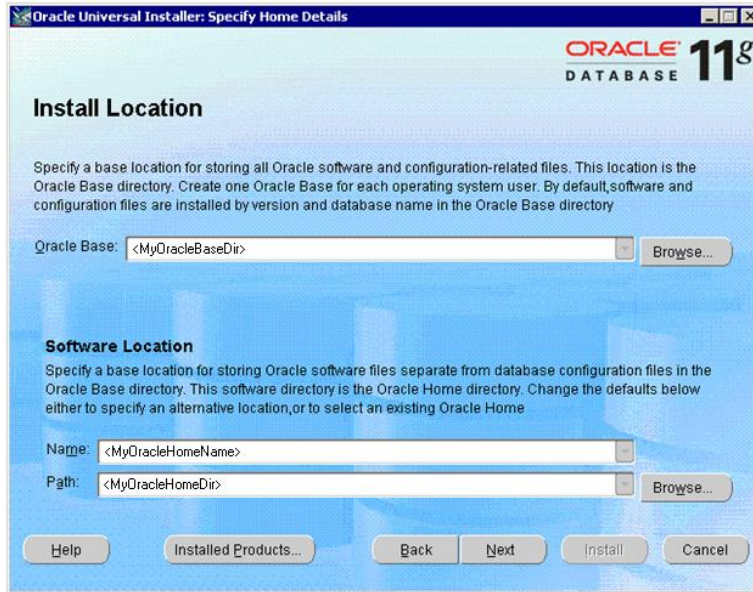 Oracle Universal Installer: Specify Home Details
ORACLE 11g
DATABASE
Install Location
Specify a base location for storing all Oracle software and configuration-related files. This location is the
Oracle Base directory. Create one Oracle Base for each operating system user. By default,software and
configuration files are installed by version and database name in the Oracle Base directory
Oracle Base: <MyOracleBaseDir> Browse...
Software Location
Specify a base location for storing Oracle software files separate from database configuration files in the
Oracle Base directory. This software directory is the Oracle Home directory. Change the defaults below
either to specify an alternative location,or to select an existing Oracle Home
Name: <MyOracleHomeName>
Path: <MyOracleHomeDir> Browse...
Help Installed Products... Back Next Install Cancel